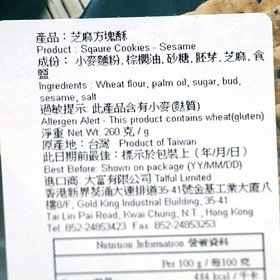 產品：芝麻方塊酥
Product : Sqaure Cookies - Sesame
成份： 小麥麵粉, 棕櫚油, 砂糖, 胚芽, 芝麻, 食
鹽
Ingredients : Wheat flour, palm oil, sugar, bud,
sesame, salt
過敏提示: 此產品含有小麥(麩質)
Allergen Alert - This product contains wheat(gluten)
淨重 Net Wt: 260 克 / g
原產地： 台灣 Product of Taiwan
此日期前最佳：標示於包裝上（年/月/日）
Best Before: Shown on package (YY/MM/DD)
進口商：大富有限公司 Talful Limited
香港新界葵涌大連排道35-41號金基工業大廈八
樓8/F, Gold King Industrial Building, 35-41
Tai Lin Pai Road, Kwai Chung, N.T., Hong Kong
Tel: 852-24853423 Fax: 852-24853253
Nutrition Information 營養資料
Per 100 g / 每100 克
484 kcal / 千